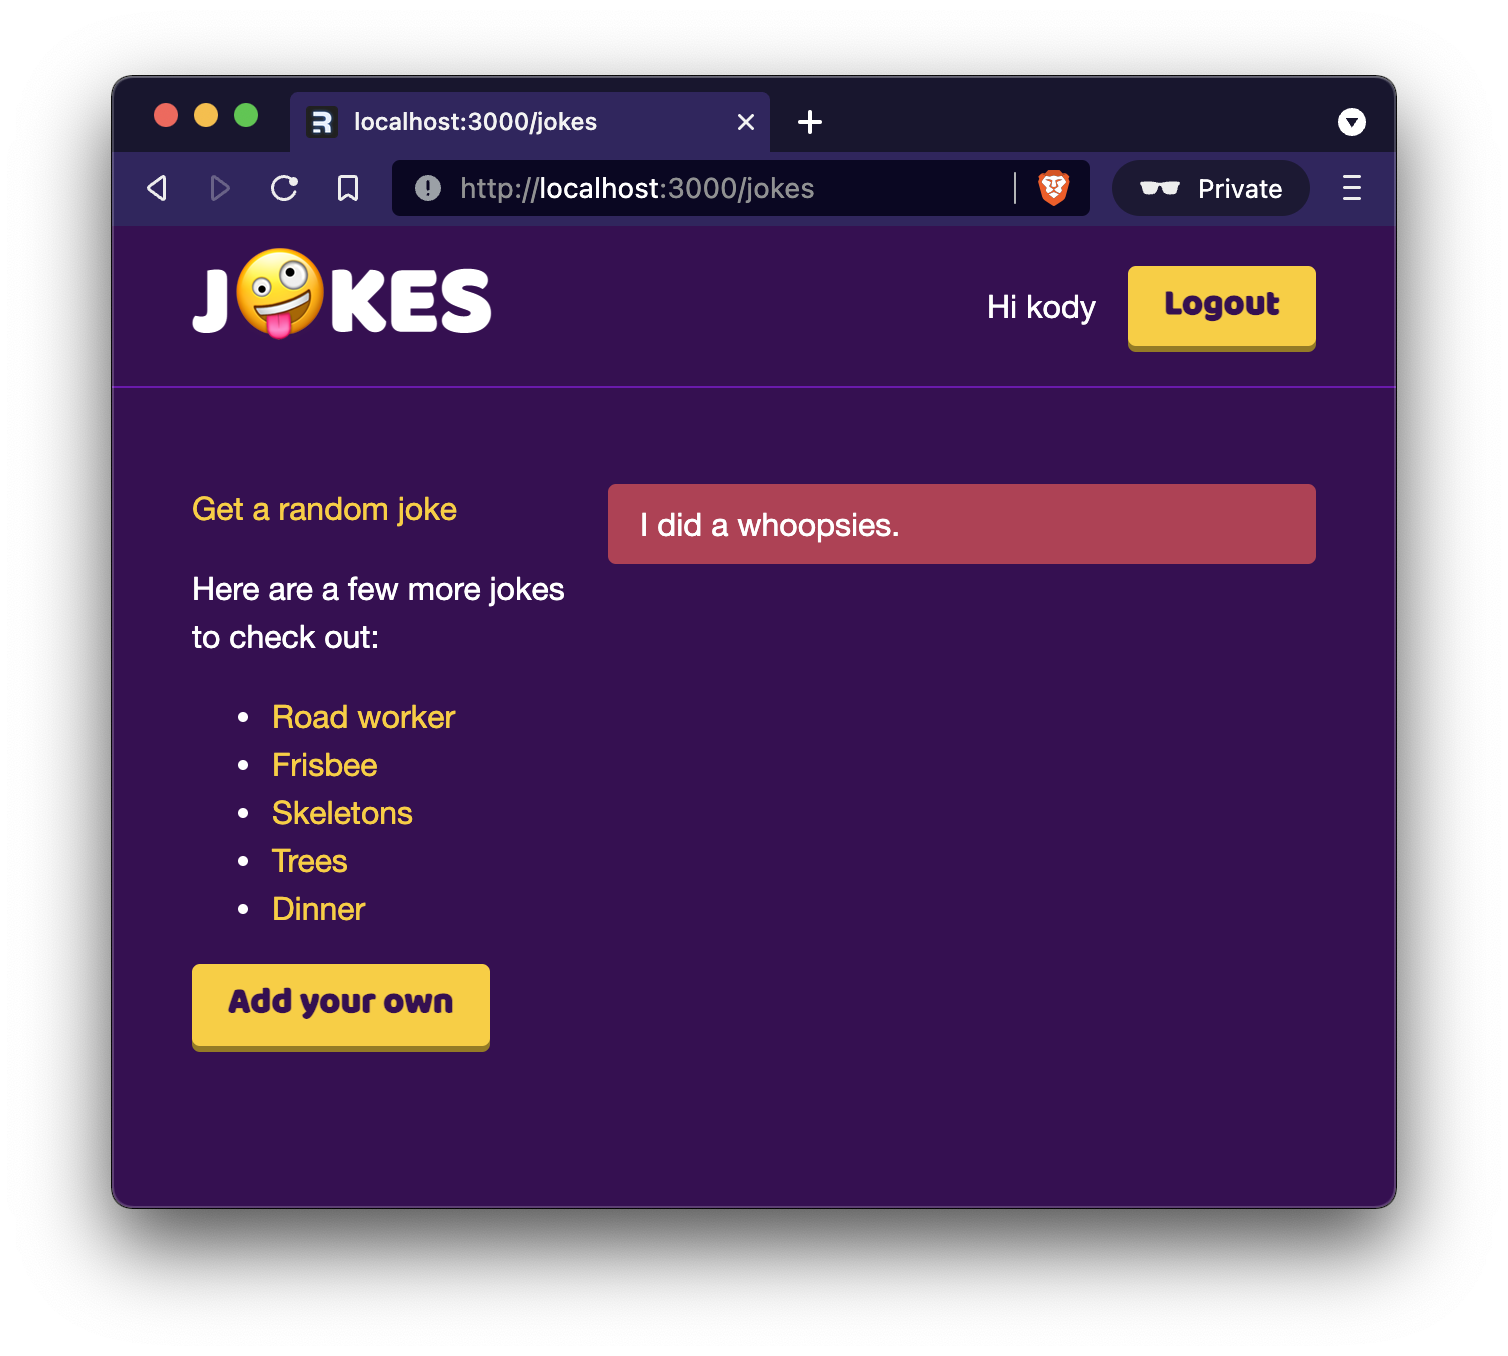 localhost:3000/jokes
http://localhost:3000/jokes
Private
J🤪KES
Hi kody
Logout
Get a random joke
I did a whoopsies.
Here are a few more jokes
to check out:
Road worker
Frisbee
Skeletons
Trees
Dinner
Add your own